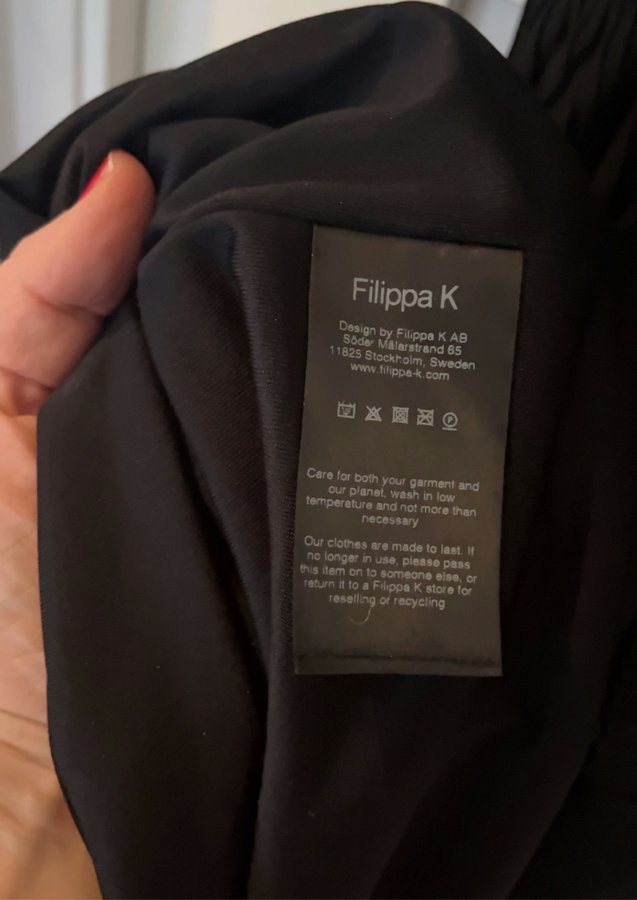 Filippa K
Design by Filippa K AB
Söder Mälarstrand 65
11825 Stockholm, Sweden
www.filippa-k.com
P
Care for both your garment and
our planet, wash in low
temperature and not more than
necessary
Our clothes are made to last. If
no longer in use, please pass
this item on to someone else, or
return it to a Filippa K store for
reselling or recycling